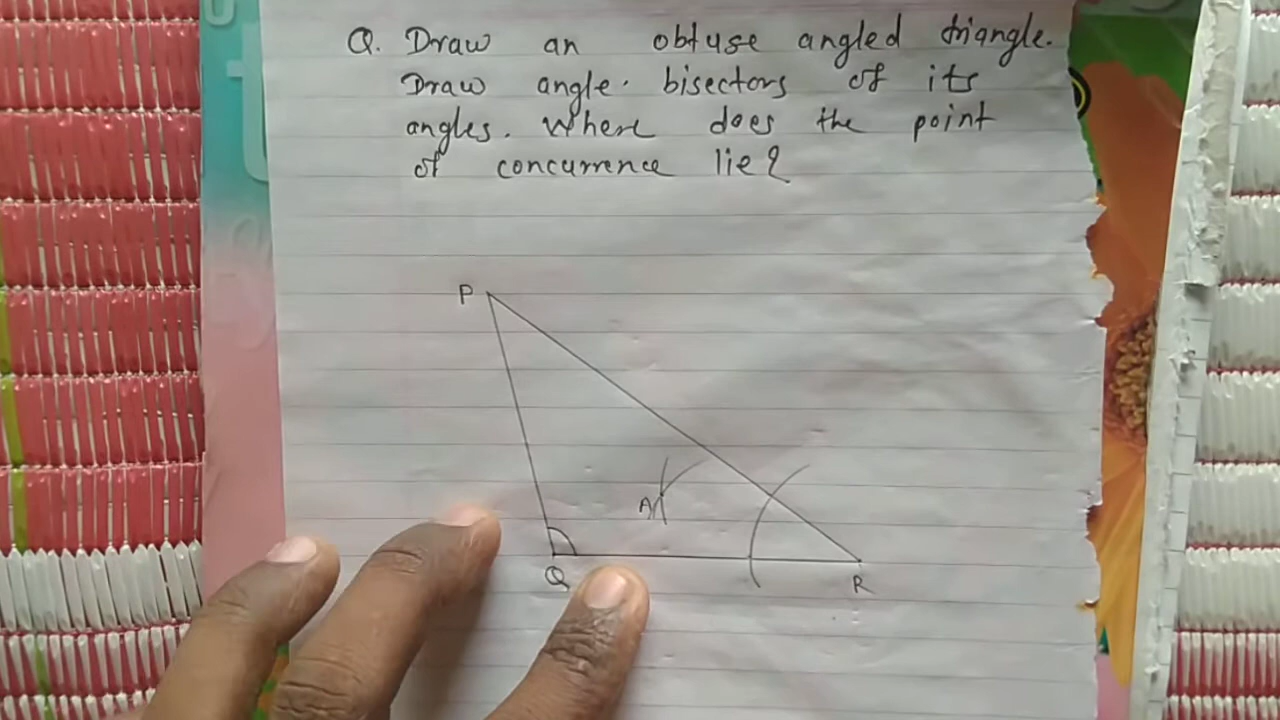 Q. Draw an obtuse angled triangle.
Draw angle bisectors of its
angles. Where does the point
of concurrence lie?
P
A
Q
R